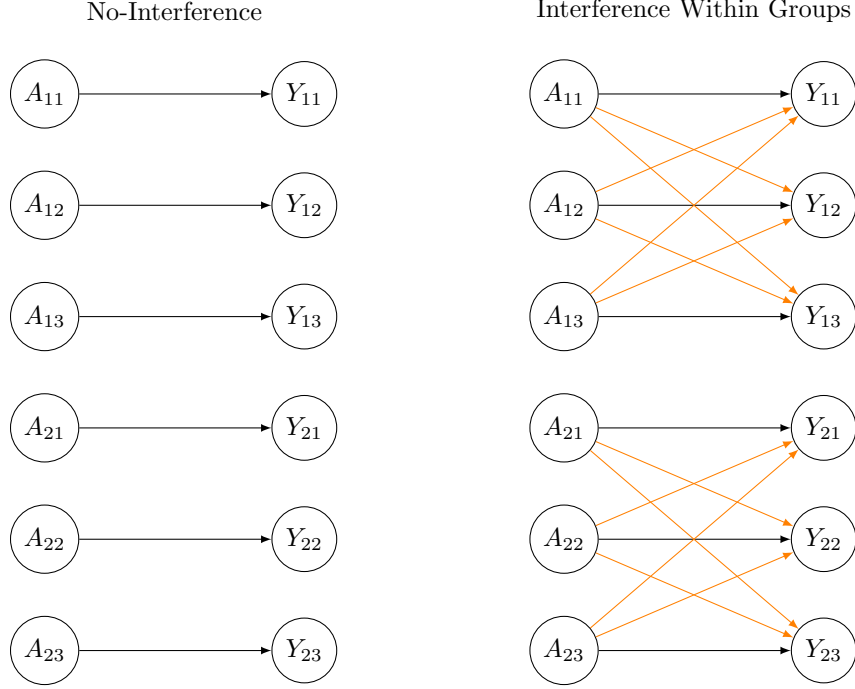 No-Interference
A₁₁ Y₁₁
A₁₂ Y₁₂
A₁₃ Y₁₃
A₂₁ Y₂₁
A₂₂ Y₂₂
A₂₃ Y₂₃
Interference Within Groups
A₁₁ Y₁₁
A₁₂ Y₁₂
A₁₃ Y₁₃
A₂₁ Y₂₁
A₂₂ Y₂₂
A₂₃ Y₂₃